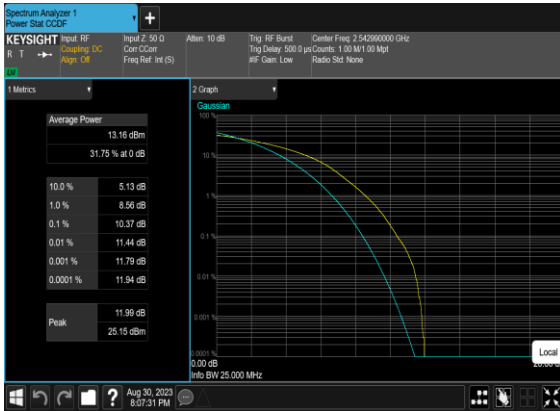 Spectrum Analyzer 1
Power Stat CCDF
+
KEYSIGHT
R T
LV
Input: RF
Coupling: DC
Align: Off
Input Z: 50 Ω
Corr CCorr
Freq Ref: Int (S)
Atten: 10 dB
Trig: RF Burst
Trig Delay: 500.0 µs
#IF Gain: Low
Center Freq: 2.542990000 GHz
Counts: 1.00 M/1.00 Mpt
Radio Std: None
1 Metrics
Average Power
13.16 dBm
31.75 % at 0 dB
10.0 % 5.13 dB
1.0 % 8.56 dB
0.1 % 10.37 dB
0.01 % 11.44 dB
0.001 % 11.79 dB
0.0001 % 11.94 dB
Peak
11.99 dB
25.15 dBm
2 Graph
Gaussian
100 %
10 %
1 %
0.1 %
0.01 %
0.001 %
0.0001 %
0.00 dB
Info BW 25.000 MHz
Local
?
Aug 30, 2023
8:07:31 PM